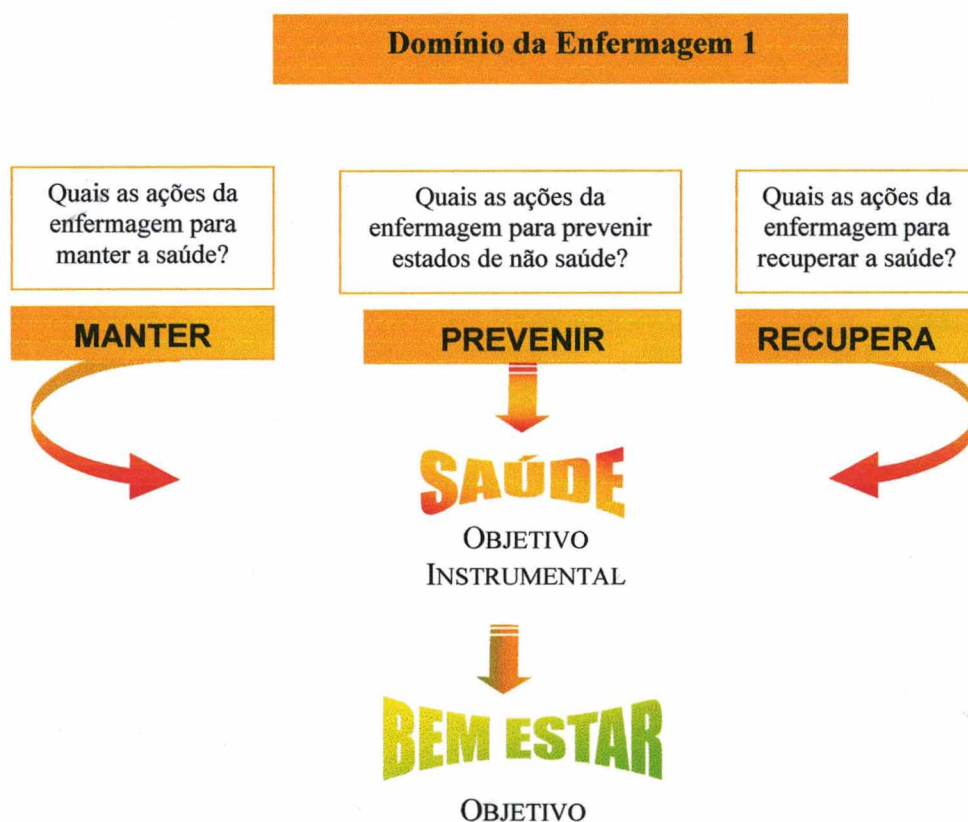 Domínio da Enfermagem 1
Quais as ações da
enfermagem para
manter a saúde?
Quais as ações da
enfermagem para prevenir
estados de não saúde?
Quais as ações da
enfermagem para
recuperar a saúde?
MANTER
PREVENIR
RECUPERA
SAÚDE
OBJETIVO
INSTRUMENTAL
BEM ESTAR
OBJETIVO